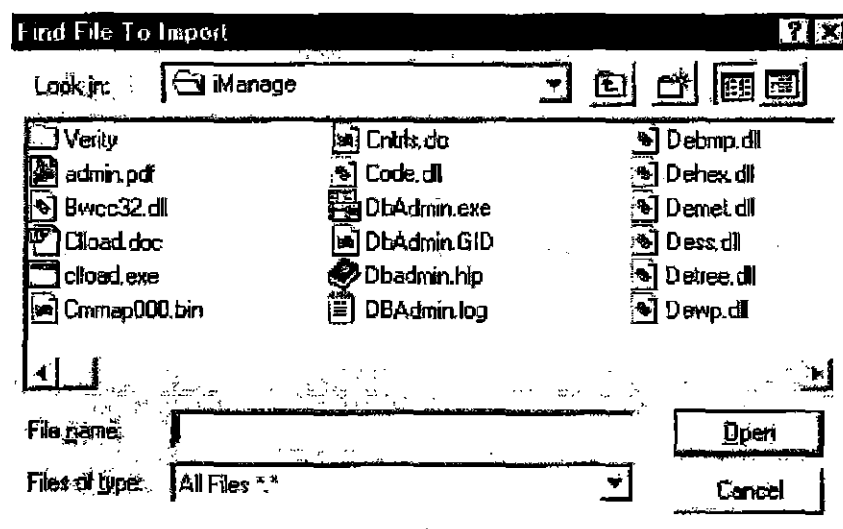 Find File To Import
Look in: iManage
Verity
admin.pdf
Bwcc32.dll
Clload.doc
clload.exe
Cmmap000.bin
Code.dll
DbAdmin.exe
DbAdmin.GID
Dbadmin.hlp
DBAdmin.log
Debmp.dll
Dehex.dll
Demet.dll
Dess.dll
Detree.dll
Dewp.dll
File name:
Open
Files of type: All Files *.*
Cancel